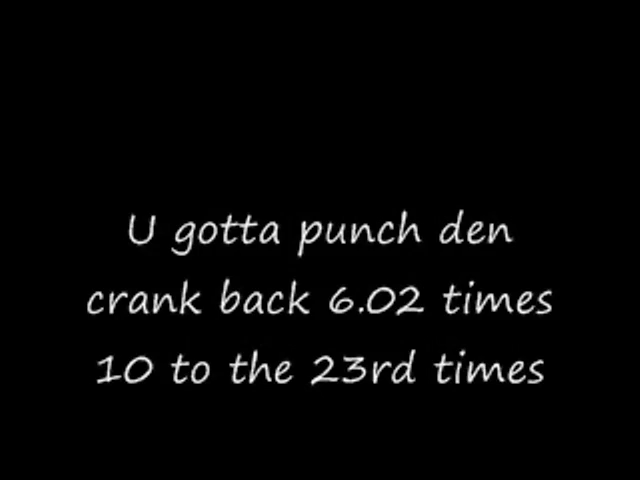 U gotta punch den
crank back 6.02 times
10 to the 23rd times